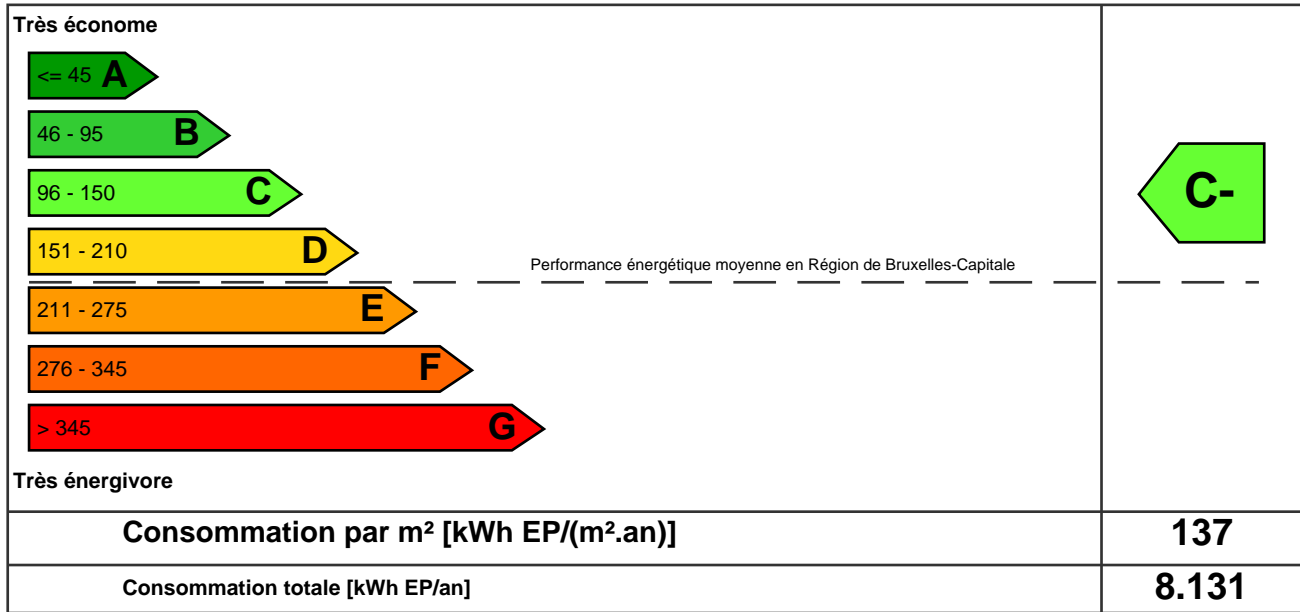 Très économe
<= 45 A
46 - 95 B
96 - 150 C
C-
151 - 210 D
Performance énergétique moyenne en Région de Bruxelles-Capitale
211 - 275 E
276 - 345 F
> 345 G
Très énergivore
Consommation par m² [kWh EP/(m².an)] 137
Consommation totale [kWh EP/an] 8.131